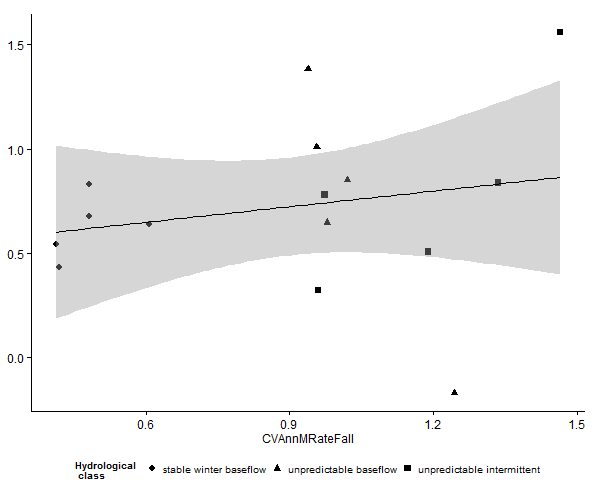 1.5
1.0
0.5
0.0
0.6 0.9 1.2 1.5
CVAnnMRateFall
Hydrological class stable winter baseflow unpredictable baseflow unpredictable intermittent